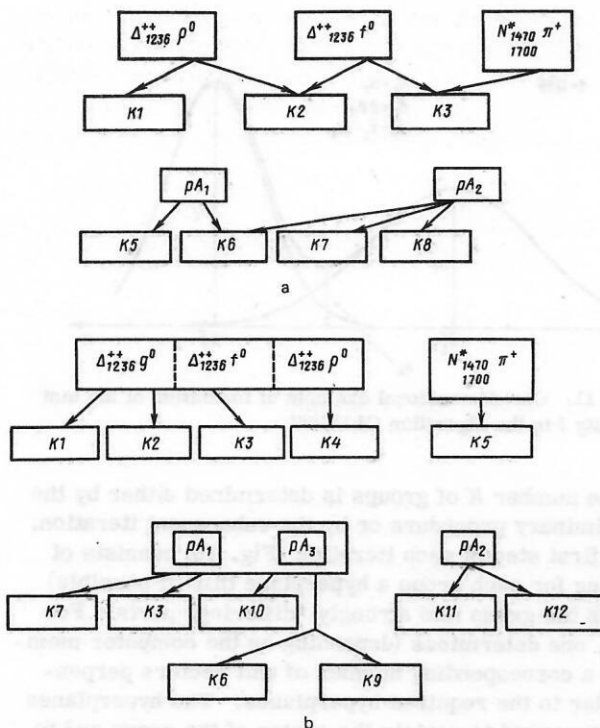 Δ⁺⁺₁₂₃₆ ρ⁰ Δ⁺⁺₁₂₃₆ f⁰ N*₁₄₇₀ π⁺
1700
K1 K2 K3
pA₁ pA₂
K5 K6 K7 K8
a
Δ⁺⁺₁₂₃₆ g⁰ Δ⁺⁺₁₂₃₆ f⁰ Δ⁺⁺₁₂₃₆ ρ⁰ N*₁₄₇₀ π⁺
1700
K1 K2 K3 K4 K5
pA₁ pA₃ pA₂
K7 K3 K10 K11 K12
K6 K9
b